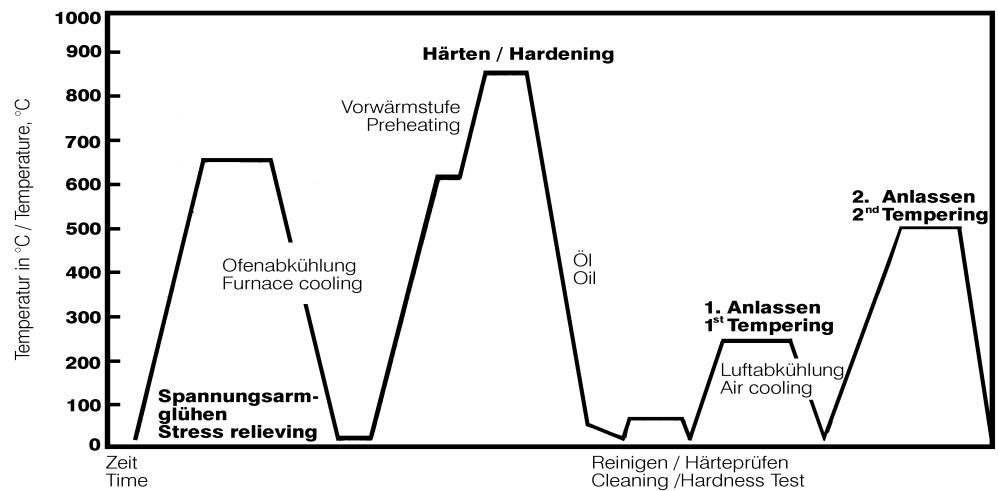 1000
900
800
700
600
500
400
300
200
100
0
Temperatur in °C / Temperature, °C
Härten / Hardening
Vorwärmstufe
Preheating
Ofenabkühlung
Furnace cooling
Spannungsarm-
glühen
Stress relieving
Öl
Oil
1. Anlassen
1st Tempering
Luftabkühlung
Air cooling
2. Anlassen
2nd Tempering
Zeit
Time
Reinigen / Härteprüfen
Cleaning /Hardness Test